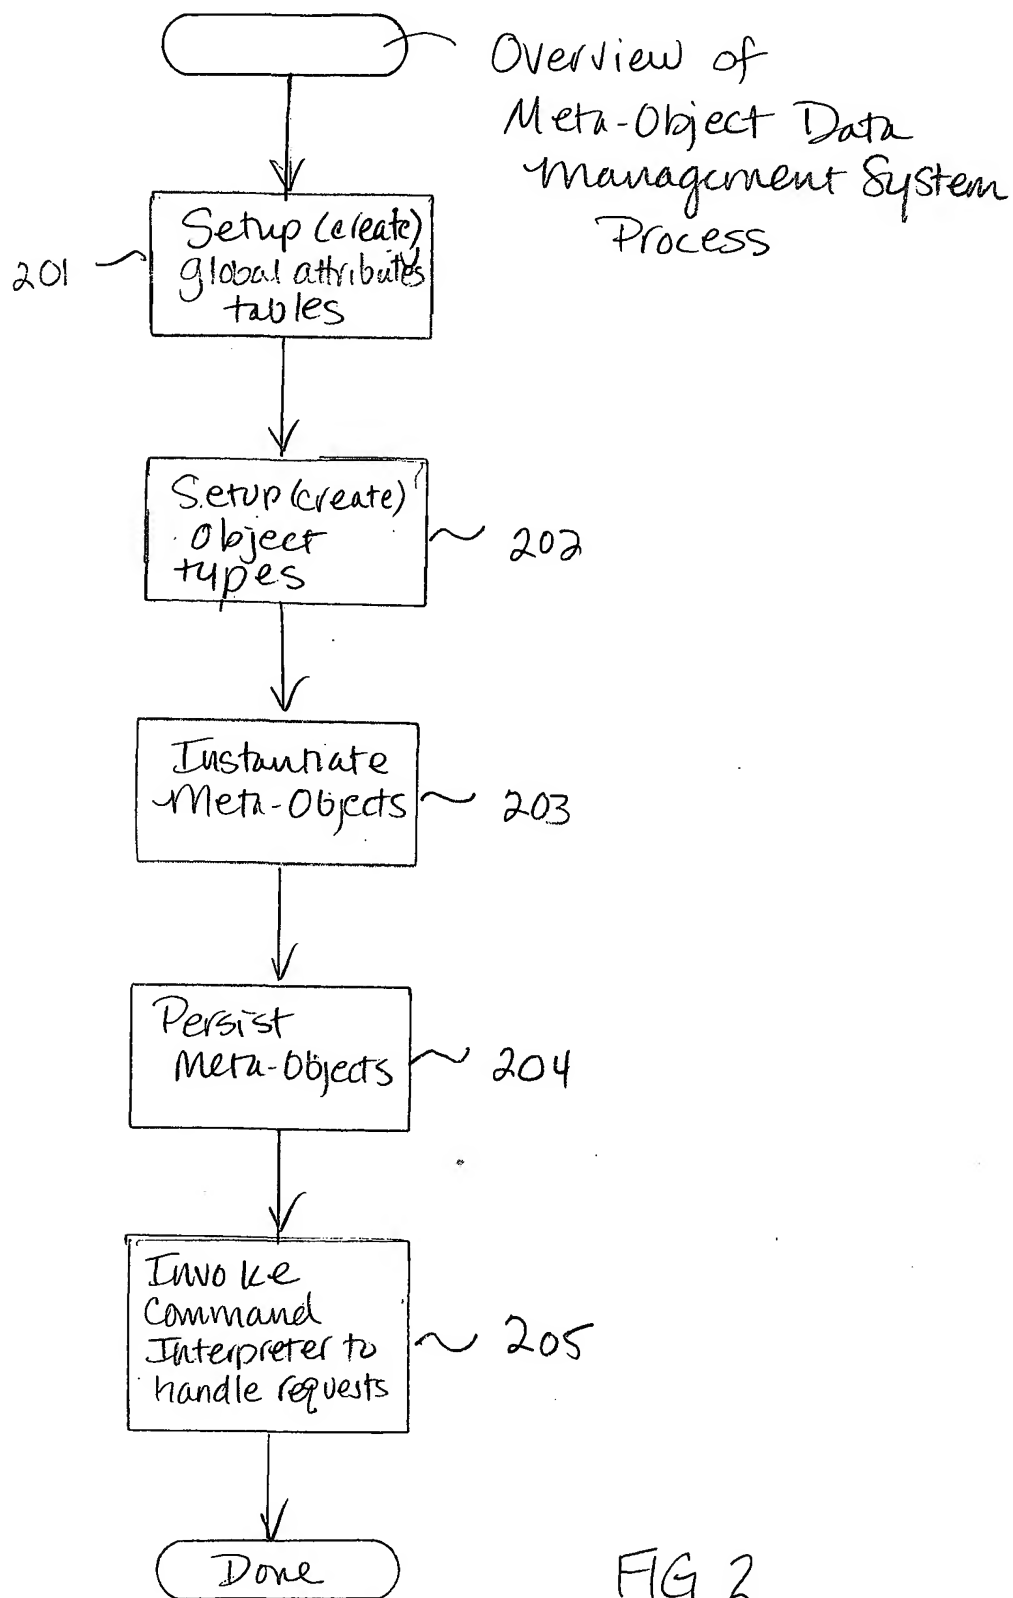 Overview of
Meta-Object Data
Management System
Process
Setup (create)
global attributes
tables
201
Setup (create)
Object
types
202
Instantiate
Meta-Objects
203
Persist
Meta-Objects
204
Invoke
Command
Interpreter to
handle requests
205
Done
FIG 2